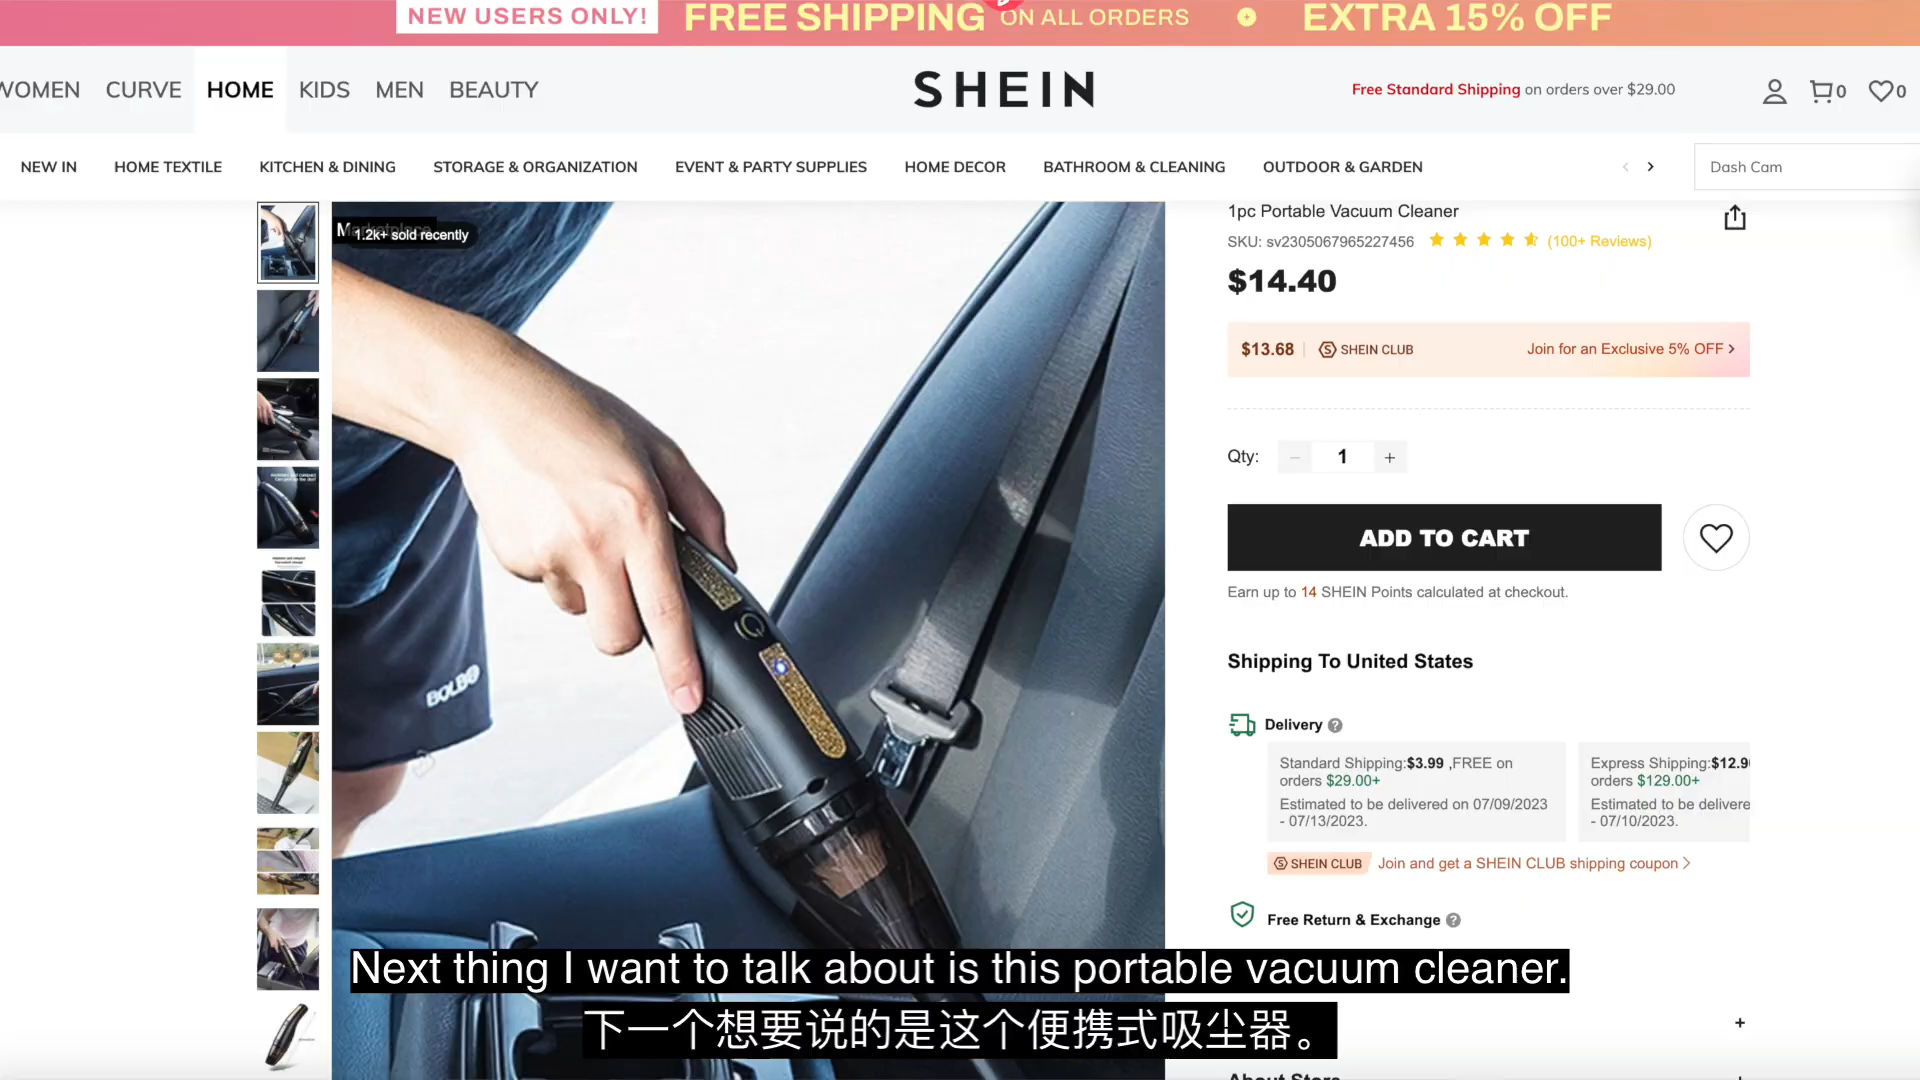 NEW USERS ONLY!
FREE SHIPPING ON ALL ORDERS
EXTRA 15% OFF
WOMEN CURVE HOME KIDS MEN BEAUTY
SHEIN
Free Standard Shipping on orders over $29.00
0
0
NEW IN HOME TEXTILE KITCHEN & DINING STORAGE & ORGANIZATION EVENT & PARTY SUPPLIES HOME DECOR BATHROOM & CLEANING OUTDOOR & GARDEN
Dash Cam
Marketplace
1.2k+ sold recently
BOLBO
1pc Portable Vacuum Cleaner
SKU: sv2305067965227456 (100+ Reviews)
$14.40
$13.68 SHEIN CLUB Join for an Exclusive 5% OFF >
Qty: - 1 +
ADD TO CART
Earn up to 14 SHEIN Points calculated at checkout.
Shipping To United States
Delivery ?
Standard Shipping:$3.99 ,FREE on
orders $29.00+
Estimated to be delivered on 07/09/2023
- 07/13/2023.
Express Shipping:$12.9
orders $129.00+
Estimated to be delivere
- 07/10/2023.
SHEIN CLUB Join and get a SHEIN CLUB shipping coupon >
Free Return & Exchange ?
Next thing I want to talk about is this portable vacuum cleaner.
下一个想要说的是这个便携式吸尘器。
+
About Store